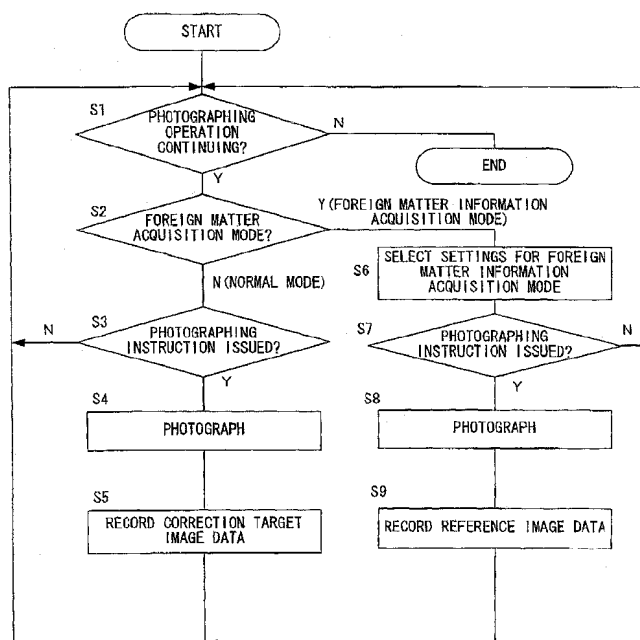 START
S1
PHOTOGRAPHING
OPERATION
CONTINUING?
N
END
Y
S2
FOREIGN MATTER
ACQUISITION MODE?
Y(FOREIGN MATTER INFORMATION
ACQUISITION MODE)
N(NORMAL MODE)
S6
SELECT SETTINGS FOR FOREIGN
MATTER INFORMATION
ACQUISITION MODE
S3
PHOTOGRAPHING
INSTRUCTION ISSUED?
N
Y
S7
PHOTOGRAPHING
INSTRUCTION ISSUED?
N
Y
S4
PHOTOGRAPH
S8
PHOTOGRAPH
S5
RECORD CORRECTION TARGET
IMAGE DATA
S9
RECORD REFERENCE IMAGE DATA